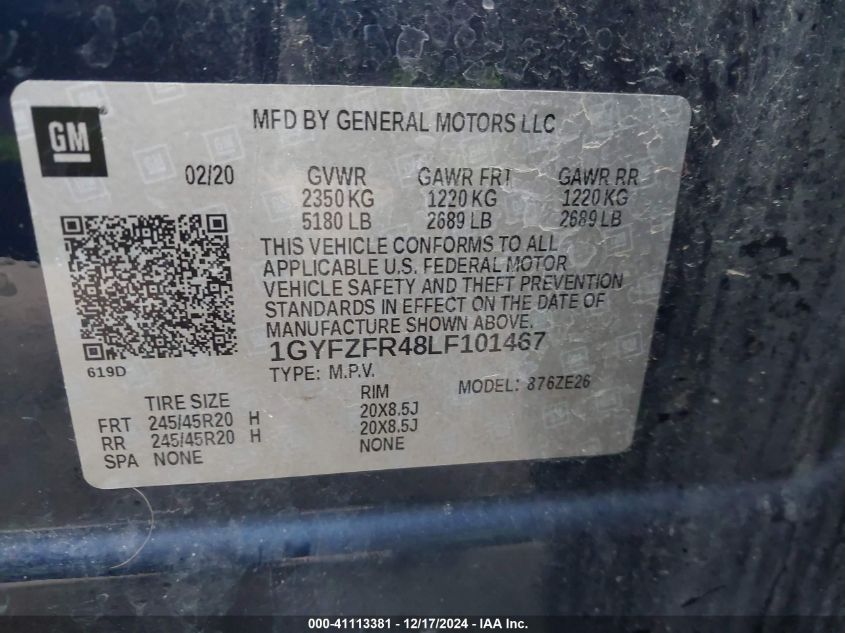 GM
MFD BY GENERAL MOTORS LLC
02/20 GVWR GAWR FRT GAWR RR
2350 KG 1220 KG 1220 KG
5180 LB 2689 LB 2689 LB
THIS VEHICLE CONFORMS TO ALL
APPLICABLE U.S. FEDERAL MOTOR
VEHICLE SAFETY AND THEFT PREVENTION
STANDARDS IN EFFECT ON THE DATE OF
MANUFACTURE SHOWN ABOVE.
1GYFZFR48LF101467
619D
TYPE: M.P.V. MODEL: 876ZE26
TIRE SIZE RIM
FRT 245/45R20 H 20X8.5J
RR 245/45R20 H 20X8.5J
SPA NONE NONE
000-41113381 / 12/17/2024 - IAA Inc.